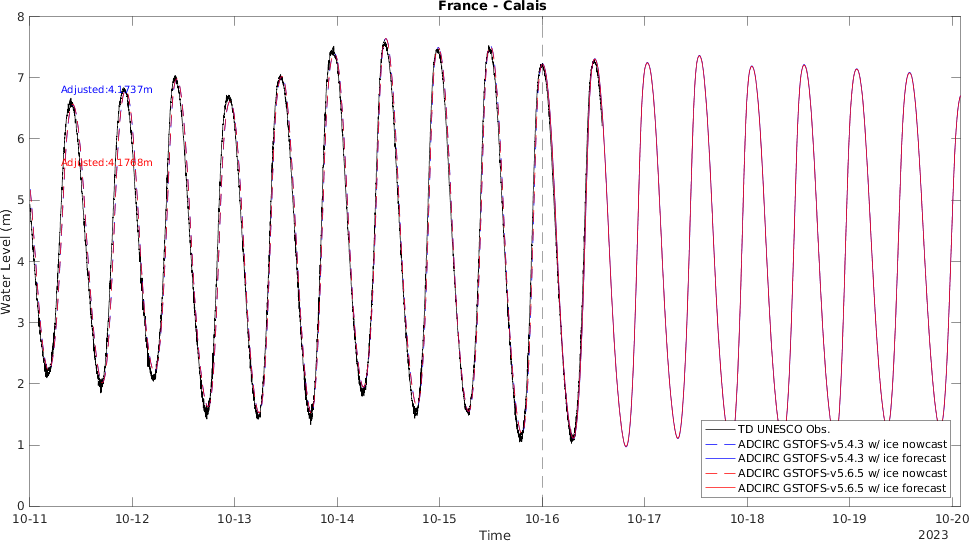 France - Calais
8
7
6
5
4
3
2
1
0
Water Level (m)
Adjusted:4.1737m
Adjusted:4.1768m
TD UNESCO Obs.
ADCIRC GSTOFS-v5.4.3 w/ ice nowcast
ADCIRC GSTOFS-v5.4.3 w/ ice forecast
ADCIRC GSTOFS-v5.6.5 w/ ice nowcast
ADCIRC GSTOFS-v5.6.5 w/ ice forecast
10-11 10-12 10-13 10-14 10-15 10-16 10-17 10-18 10-19 10-20
Time
2023